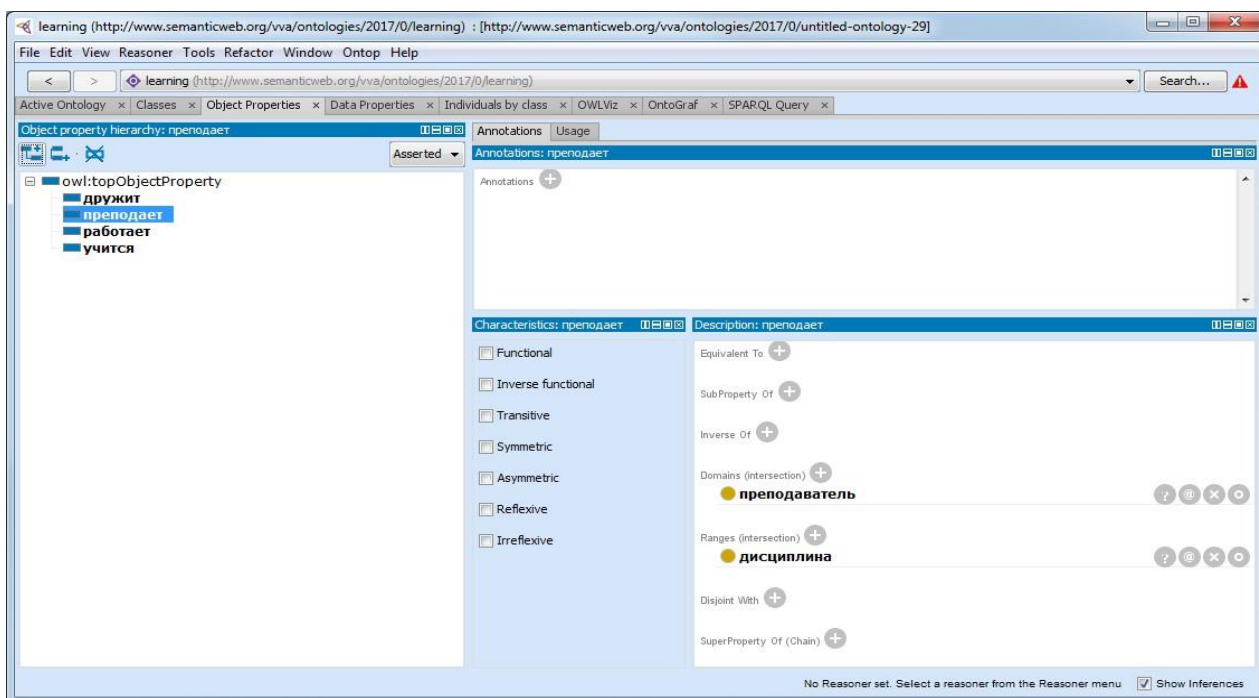 learning (http://www.semanticweb.org/vva/ontologies/2017/0/learning) : [http://www.semanticweb.org/vva/ontologies/2017/0/untitled-ontology-29]
File Edit View Reasoner Tools Refactor Window Ontop Help
< > learning (http://www.semanticweb.org/vva/ontologies/2017/0/learning) Search...
Active Ontology × Classes × Object Properties × Data Properties × Individuals by class × OWLViz × OntoGraf × SPARQL Query ×
Object property hierarchy: преподает
Asserted
owl:topObjectProperty
дружит
преподает
работает
учится
Annotations Usage
Annotations: преподает
Annotations
Characteristics: преподает
Functional
Inverse functional
Transitive
Symmetric
Asymmetric
Reflexive
Irreflexive
Description: преподает
Equivalent To
SubProperty Of
Inverse Of
Domains (intersection)
преподаватель
Ranges (intersection)
дисциплина
Disjoint With
SuperProperty Of (Chain)
No Reasoner set. Select a reasoner from the Reasoner menu Show Inferences